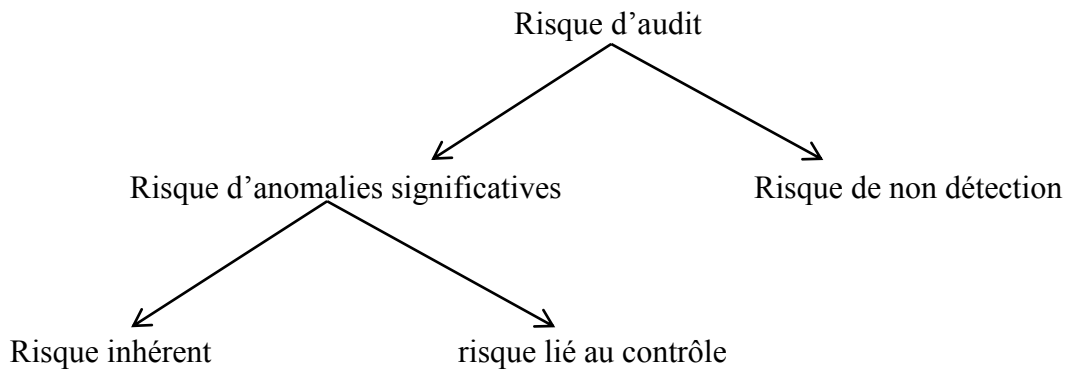 Risque d’audit
Risque d’anomalies significatives
Risque de non détection
Risque inhérent
risque lié au contrôle